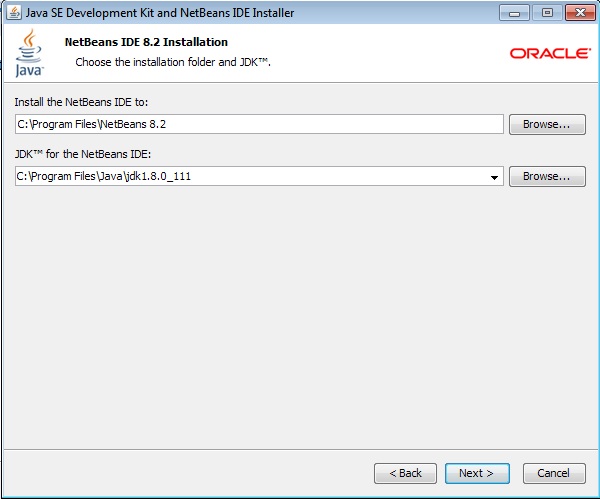 Java SE Development Kit and NetBeans IDE Installer
NetBeans IDE 8.2 Installation
Choose the installation folder and JDK™.
Java™
ORACLE®
Install the NetBeans IDE to:
C:\Program Files\NetBeans 8.2
Browse...
JDK™ for the NetBeans IDE:
C:\Program Files\Java\jdk1.8.0_111
Browse...
< Back
Next >
Cancel